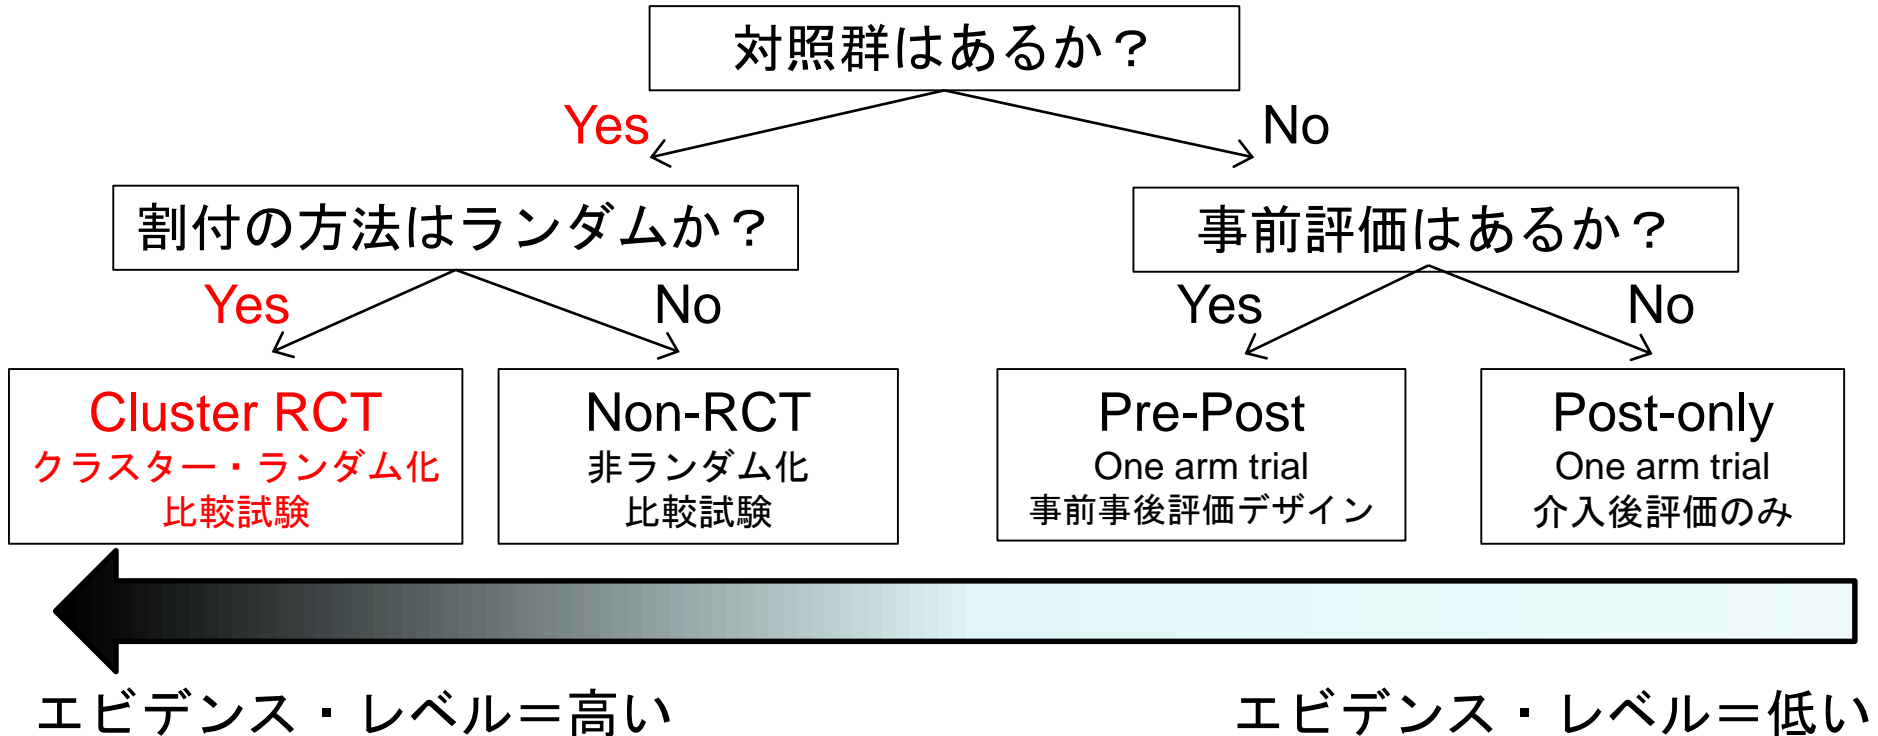 対照群はあるか？
Yes
No
割付の方法はランダムか？
事前評価はあるか？
Yes
No
Yes
No
Cluster RCT
クラスター・ランダム化
比較試験
Non-RCT
非ランダム化
比較試験
Pre-Post
One arm trial
事前事後評価デザイン
Post-only
One arm trial
介入後評価のみ
エビデンス・レベル＝高い
エビデンス・レベル＝低い